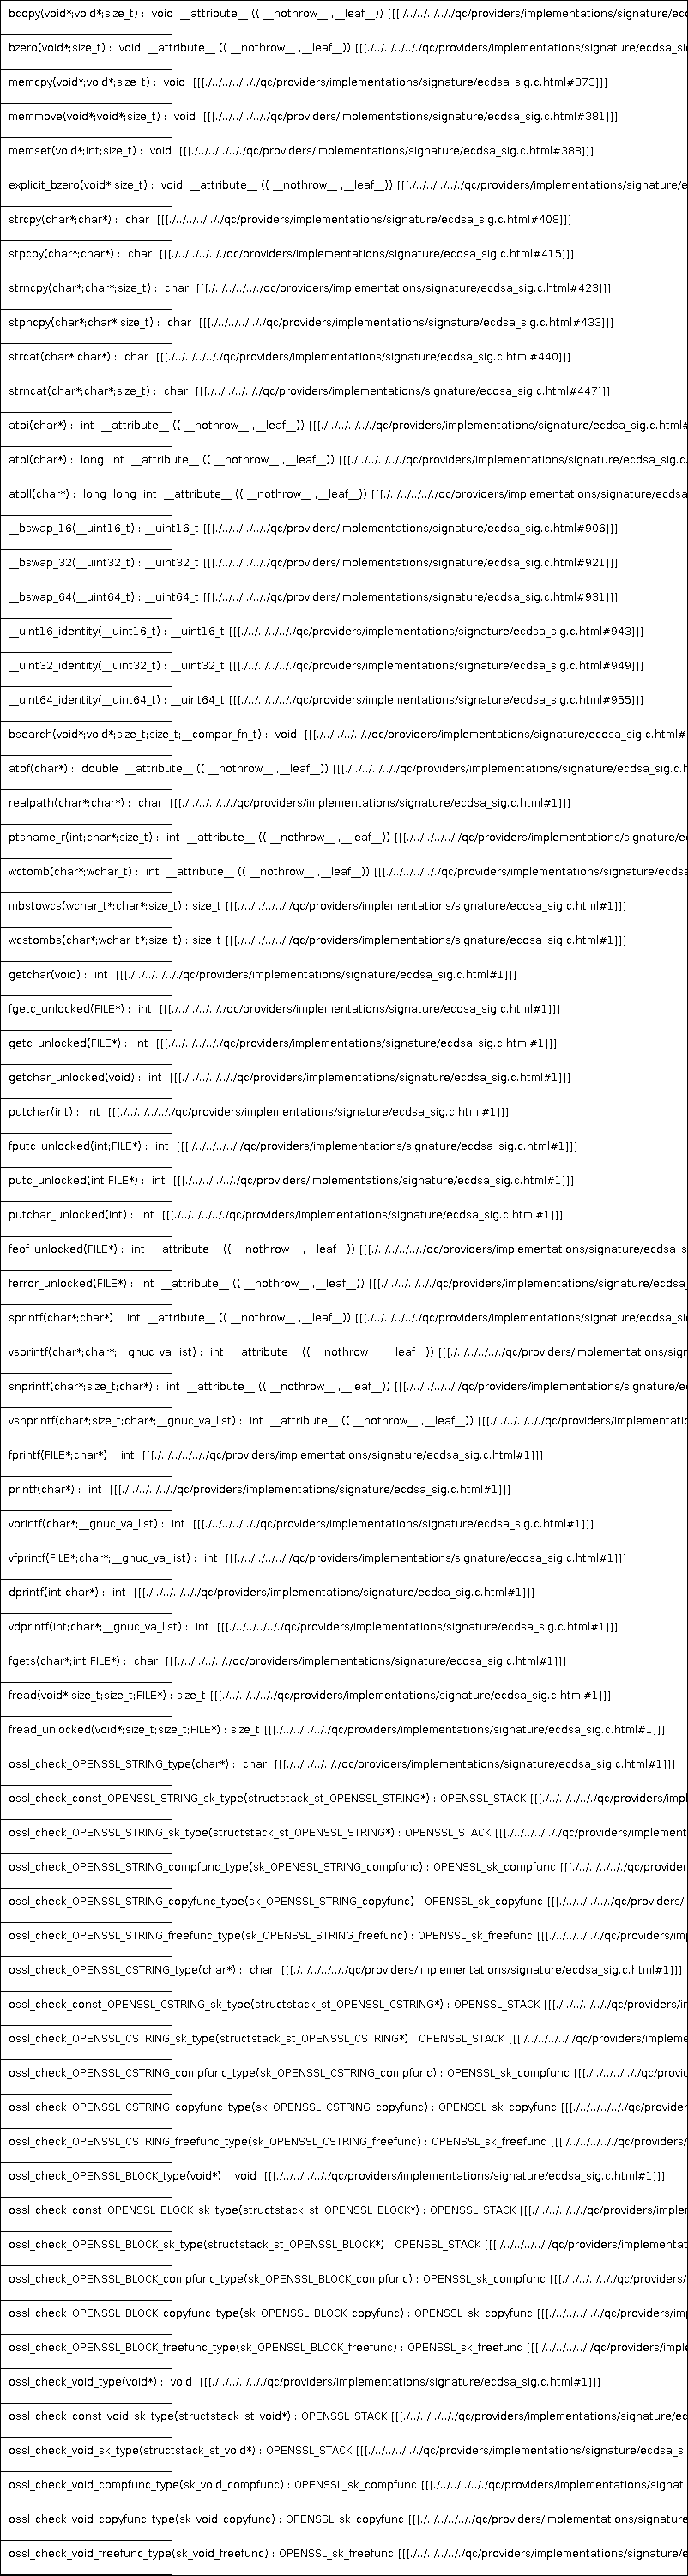 bcopy(void*;void*;size_t) : void __attribute__ (( __nothrow__ ,__leaf__)) [[[./../../../../qc/providers/implementations/signature/ec
bzero(void*;size_t) : void __attribute__ (( __nothrow__ ,__leaf__)) [[[./../../../../qc/providers/implementations/signature/ecdsa_si
memcpy(void*;void*;size_t) : void [[[./../../../../qc/providers/implementations/signature/ecdsa_sig.c.html#373]]]
memmove(void*;void*;size_t) : void [[[./../../../../qc/providers/implementations/signature/ecdsa_sig.c.html#381]]]
memset(void*;int;size_t) : void [[[./../../../../qc/providers/implementations/signature/ecdsa_sig.c.html#388]]]
explicit_bzero(void*;size_t) : void __attribute__ (( __nothrow__ ,__leaf__)) [[[./../../../../qc/providers/implementations/signature/e
strcpy(char*;char*) : char [[[./../../../../qc/providers/implementations/signature/ecdsa_sig.c.html#408]]]
stpcpy(char*;char*) : char [[[./../../../../qc/providers/implementations/signature/ecdsa_sig.c.html#415]]]
strncpy(char*;char*;size_t) : char [[[./../../../../qc/providers/implementations/signature/ecdsa_sig.c.html#423]]]
stpncpy(char*;char*;size_t) : char [[[./../../../../qc/providers/implementations/signature/ecdsa_sig.c.html#433]]]
strcat(char*;char*) : char [[[./../../../../qc/providers/implementations/signature/ecdsa_sig.c.html#440]]]
strncat(char*;char*;size_t) : char [[[./../../../../qc/providers/implementations/signature/ecdsa_sig.c.html#447]]]
atoi(char*) : int __attribute__ (( __nothrow__ ,__leaf__)) [[[./../../../../qc/providers/implementations/signature/ecdsa_sig.c.html#
atol(char*) : long int __attribute__ (( __nothrow__ ,__leaf__)) [[[./../../../../qc/providers/implementations/signature/ecdsa_sig.c.
atoll(char*) : long long int __attribute__ (( __nothrow__ ,__leaf__)) [[[./../../../../qc/providers/implementations/signature/ecdsa
__bswap_16(__uint16_t) : __uint16_t [[[./../../../../qc/providers/implementations/signature/ecdsa_sig.c.html#906]]]
__bswap_32(__uint32_t) : __uint32_t [[[./../../../../qc/providers/implementations/signature/ecdsa_sig.c.html#921]]]
__bswap_64(__uint64_t) : __uint64_t [[[./../../../../qc/providers/implementations/signature/ecdsa_sig.c.html#931]]]
__uint16_identity(__uint16_t) : __uint16_t [[[./../../../../qc/providers/implementations/signature/ecdsa_sig.c.html#943]]]
__uint32_identity(__uint32_t) : __uint32_t [[[./../../../../qc/providers/implementations/signature/ecdsa_sig.c.html#949]]]
__uint64_identity(__uint64_t) : __uint64_t [[[./../../../../qc/providers/implementations/signature/ecdsa_sig.c.html#955]]]
bsearch(void*;void*;size_t;size_t;__compar_fn_t) : void [[[./../../../../qc/providers/implementations/signature/ecdsa_sig.c.html#
atof(char*) : double __attribute__ (( __nothrow__ ,__leaf__)) [[[./../../../../qc/providers/implementations/signature/ecdsa_sig.c.h
realpath(char*;char*) : char [[[./../../../../qc/providers/implementations/signature/ecdsa_sig.c.html#1]]]
ptsname_r(int;char*;size_t) : int __attribute__ (( __nothrow__ ,__leaf__)) [[[./../../../../qc/providers/implementations/signature/ec
wctomb(char*;wchar_t) : int __attribute__ (( __nothrow__ ,__leaf__)) [[[./../../../../qc/providers/implementations/signature/ecdsa
mbstowcs(wchar_t*;char*;size_t) : size_t [[[./../../../../qc/providers/implementations/signature/ecdsa_sig.c.html#1]]]
wcstombs(char*;wchar_t*;size_t) : size_t [[[./../../../../qc/providers/implementations/signature/ecdsa_sig.c.html#1]]]
getchar(void) : int [[[./../../../../qc/providers/implementations/signature/ecdsa_sig.c.html#1]]]
fgetc_unlocked(FILE*) : int [[[./../../../../qc/providers/implementations/signature/ecdsa_sig.c.html#1]]]
getc_unlocked(FILE*) : int [[[./../../../../qc/providers/implementations/signature/ecdsa_sig.c.html#1]]]
getchar_unlocked(void) : int [[[./../../../../qc/providers/implementations/signature/ecdsa_sig.c.html#1]]]
putchar(int) : int [[[./../../../../qc/providers/implementations/signature/ecdsa_sig.c.html#1]]]
fputc_unlocked(int;FILE*) : int [[[./../../../../qc/providers/implementations/signature/ecdsa_sig.c.html#1]]]
putc_unlocked(int;FILE*) : int [[[./../../../../qc/providers/implementations/signature/ecdsa_sig.c.html#1]]]
putchar_unlocked(int) : int [[[./../../../../qc/providers/implementations/signature/ecdsa_sig.c.html#1]]]
feof_unlocked(FILE*) : int __attribute__ (( __nothrow__ ,__leaf__)) [[[./../../../../qc/providers/implementations/signature/ecdsa_s
ferror_unlocked(FILE*) : int __attribute__ (( __nothrow__ ,__leaf__)) [[[./../../../../qc/providers/implementations/signature/ecdsa_
sprintf(char*;char*) : int __attribute__ (( __nothrow__ ,__leaf__)) [[[./../../../../qc/providers/implementations/signature/ecdsa_si
vsprintf(char*;char*;__gnuc_va_list) : int __attribute__ (( __nothrow__ ,__leaf__)) [[[./../../../../qc/providers/implementations/sign
snprintf(char*;size_t;char*) : int __attribute__ (( __nothrow__ ,__leaf__)) [[[./../../../../qc/providers/implementations/signature/ec
vsnprintf(char*;size_t;char*;__gnuc_va_list) : int __attribute__ (( __nothrow__ ,__leaf__)) [[[./../../../../qc/providers/implementatio
fprintf(FILE*;char*) : int [[[./../../../../qc/providers/implementations/signature/ecdsa_sig.c.html#1]]]
printf(char*) : int [[[./../../../../qc/providers/implementations/signature/ecdsa_sig.c.html#1]]]
vprintf(char*;__gnuc_va_list) : int [[[./../../../../qc/providers/implementations/signature/ecdsa_sig.c.html#1]]]
vfprintf(FILE*;char*;__gnuc_va_list) : int [[[./../../../../qc/providers/implementations/signature/ecdsa_sig.c.html#1]]]
dprintf(int;char*) : int [[[./../../../../qc/providers/implementations/signature/ecdsa_sig.c.html#1]]]
vdprintf(int;char*;__gnuc_va_list) : int [[[./../../../../qc/providers/implementations/signature/ecdsa_sig.c.html#1]]]
fgets(char*;int;FILE*) : char [[[./../../../../qc/providers/implementations/signature/ecdsa_sig.c.html#1]]]
fread(void*;size_t;size_t;FILE*) : size_t [[[./../../../../qc/providers/implementations/signature/ecdsa_sig.c.html#1]]]
fread_unlocked(void*;size_t;size_t;FILE*) : size_t [[[./../../../../qc/providers/implementations/signature/ecdsa_sig.c.html#1]]]
ossl_check_OPENSSL_STRING_type(char*) : char [[[./../../../../qc/providers/implementations/signature/ecdsa_sig.c.html#1]]]
ossl_check_const_OPENSSL_STRING_sk_type(structstack_st_OPENSSL_STRING*) : OPENSSL_STACK [[[./../../../../qc/providers/impl
ossl_check_OPENSSL_STRING_sk_type(structstack_st_OPENSSL_STRING*) : OPENSSL_STACK [[[./../../../../qc/providers/implement
ossl_check_OPENSSL_STRING_compfunc_type(sk_OPENSSL_STRING_compfunc) : OPENSSL_sk_compfunc [[[./../../../../qc/provider
ossl_check_OPENSSL_STRING_copyfunc_type(sk_OPENSSL_STRING_copyfunc) : OPENSSL_sk_copyfunc [[[./../../../../qc/providers/i
ossl_check_OPENSSL_STRING_freefunc_type(sk_OPENSSL_STRING_freefunc) : OPENSSL_sk_freefunc [[[./../../../../qc/providers/im
ossl_check_OPENSSL_CSTRING_type(char*) : char [[[./../../../../qc/providers/implementations/signature/ecdsa_sig.c.html#1]]]
ossl_check_const_OPENSSL_CSTRING_sk_type(structstack_st_OPENSSL_CSTRING*) : OPENSSL_STACK [[[./../../../../qc/providers/i
ossl_check_OPENSSL_CSTRING_sk_type(structstack_st_OPENSSL_CSTRING*) : OPENSSL_STACK [[[./../../../../qc/providers/impleme
ossl_check_OPENSSL_CSTRING_compfunc_type(sk_OPENSSL_CSTRING_compfunc) : OPENSSL_sk_compfunc [[[./../../../../qc/provid
ossl_check_OPENSSL_CSTRING_copyfunc_type(sk_OPENSSL_CSTRING_copyfunc) : OPENSSL_sk_copyfunc [[[./../../../../qc/provider
ossl_check_OPENSSL_CSTRING_freefunc_type(sk_OPENSSL_CSTRING_freefunc) : OPENSSL_sk_freefunc [[[./../../../../qc/providers/
ossl_check_OPENSSL_BLOCK_type(void*) : void [[[./../../../../qc/providers/implementations/signature/ecdsa_sig.c.html#1]]]
ossl_check_const_OPENSSL_BLOCK_sk_type(structstack_st_OPENSSL_BLOCK*) : OPENSSL_STACK [[[./../../../../qc/providers/implem
ossl_check_OPENSSL_BLOCK_sk_type(structstack_st_OPENSSL_BLOCK*) : OPENSSL_STACK [[[./../../../../qc/providers/implementat
ossl_check_OPENSSL_BLOCK_compfunc_type(sk_OPENSSL_BLOCK_compfunc) : OPENSSL_sk_compfunc [[[./../../../../qc/providers/
ossl_check_OPENSSL_BLOCK_copyfunc_type(sk_OPENSSL_BLOCK_copyfunc) : OPENSSL_sk_copyfunc [[[./../../../../qc/providers/im
ossl_check_OPENSSL_BLOCK_freefunc_type(sk_OPENSSL_BLOCK_freefunc) : OPENSSL_sk_freefunc [[[./../../../../qc/providers/imple
ossl_check_void_type(void*) : void [[[./../../../../qc/providers/implementations/signature/ecdsa_sig.c.html#1]]]
ossl_check_const_void_sk_type(structstack_st_void*) : OPENSSL_STACK [[[./../../../../qc/providers/implementations/signature/ec
ossl_check_void_sk_type(structstack_st_void*) : OPENSSL_STACK [[[./../../../../qc/providers/implementations/signature/ecdsa_si
ossl_check_void_compfunc_type(sk_void_compfunc) : OPENSSL_sk_compfunc [[[./../../../../qc/providers/implementations/signatu
ossl_check_void_copyfunc_type(sk_void_copyfunc) : OPENSSL_sk_copyfunc [[[./../../../../qc/providers/implementations/signature
ossl_check_void_freefunc_type(sk_void_freefunc) : OPENSSL_sk_freefunc [[[./../../../../qc/providers/implementations/signature/e